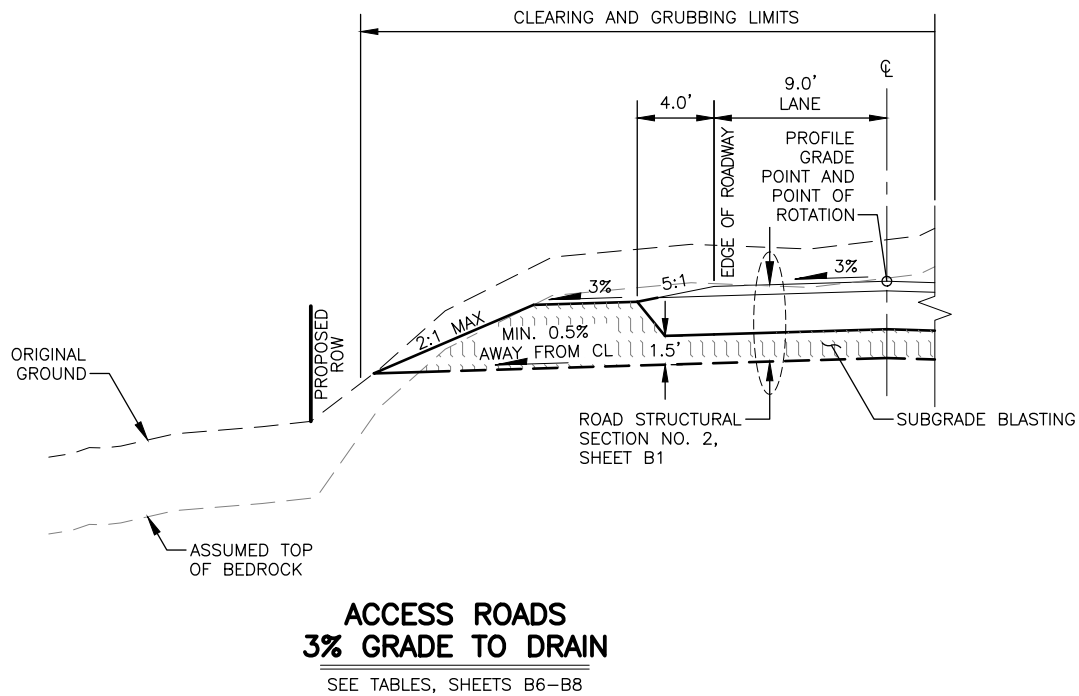 CLEARING AND GRUBBING LIMITS
℄
9.0'
LANE
4.0'
EDGE OF ROADWAY
PROFILE
GRADE
POINT AND
POINT OF
ROTATION
3%
5:1
3%
2:1 MAX
MIN. 0.5%
AWAY FROM CL
1.5'
PROPOSED
ROW
ORIGINAL
GROUND
ROAD STRUCTURAL
SECTION NO. 2,
SHEET B1
SUBGRADE BLASTING
ASSUMED TOP
OF BEDROCK
ACCESS ROADS
3% GRADE TO DRAIN
SEE TABLES, SHEETS B6-B8